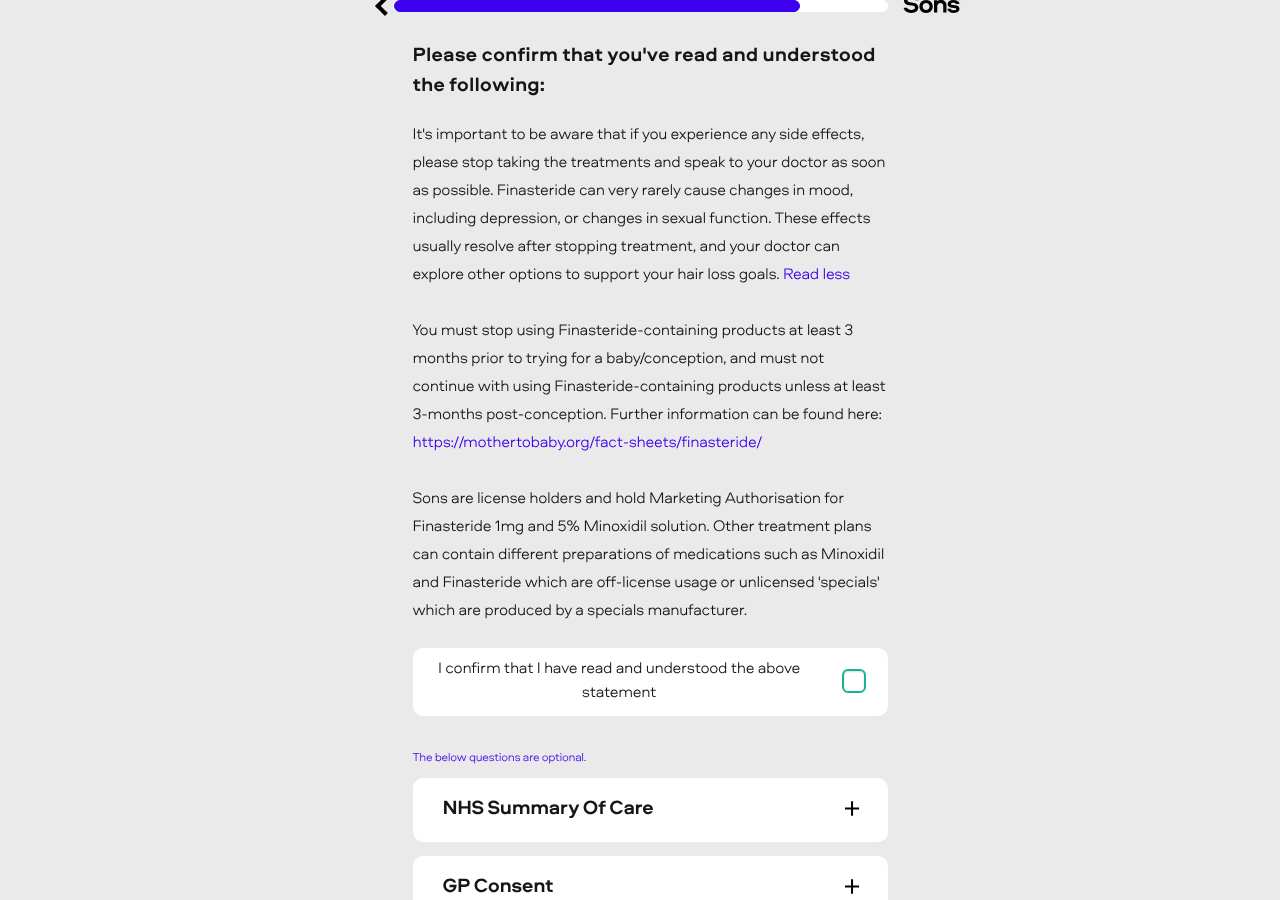 Sons
Please confirm that you've read and understood
the following:
It's important to be aware that if you experience any side effects,
please stop taking the treatments and speak to your doctor as soon
as possible. Finasteride can very rarely cause changes in mood,
including depression, or changes in sexual function. These effects
usually resolve after stopping treatment, and your doctor can
explore other options to support your hair loss goals. Read less
You must stop using Finasteride-containing products at least 3
months prior to trying for a baby/conception, and must not
continue with using Finasteride-containing products unless at least
3-months post-conception. Further information can be found here:
https://mothertobaby.org/fact-sheets/finasteride/
Sons are license holders and hold Marketing Authorisation for
Finasteride 1mg and 5% Minoxidil solution. Other treatment plans
can contain different preparations of medications such as Minoxidil
and Finasteride which are off-license usage or unlicensed 'specials'
which are produced by a specials manufacturer.
I confirm that I have read and understood the above
statement
The below questions are optional.
NHS Summary Of Care
GP Consent